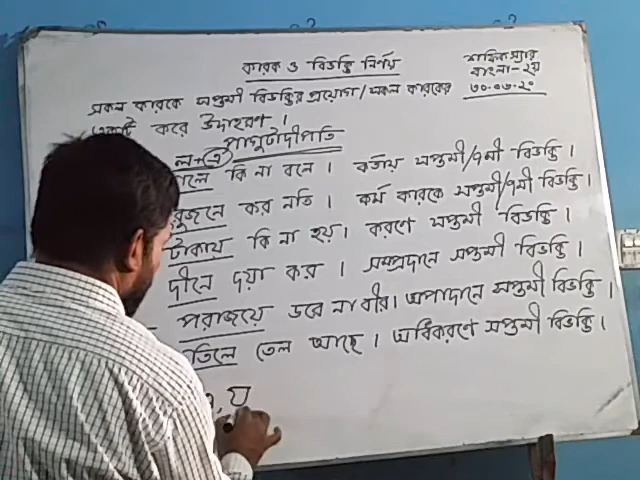 কারক ও বিভক্তি নির্ণয়
শফিক স্যার
বাংলা - ২য়
৩০.০৬.২০
সকল কারকে সপ্তমী বিভক্তির প্রয়োগ/সকল কারকের
একটি করে উদাহরণ।
পাপুটাদীপতি
ল+এ
কি না বলে। কর্তায় সপ্তমী/৭মী বিভক্তি।
কর নতি। কর্ম কারকে সপ্তমী/৭মী বিভক্তি।
টাকায় কি না হয়। করণে সপ্তমী বিভক্তি।
দীনে দয়া কর। সম্প্রদানে সপ্তমী বিভক্তি।
পরাজয়ে ডরে না বীর। অপাদানে সপ্তমী বিভক্তি।
তিলে তেল আছে। অধিকরণে সপ্তমী বিভক্তি।
, য